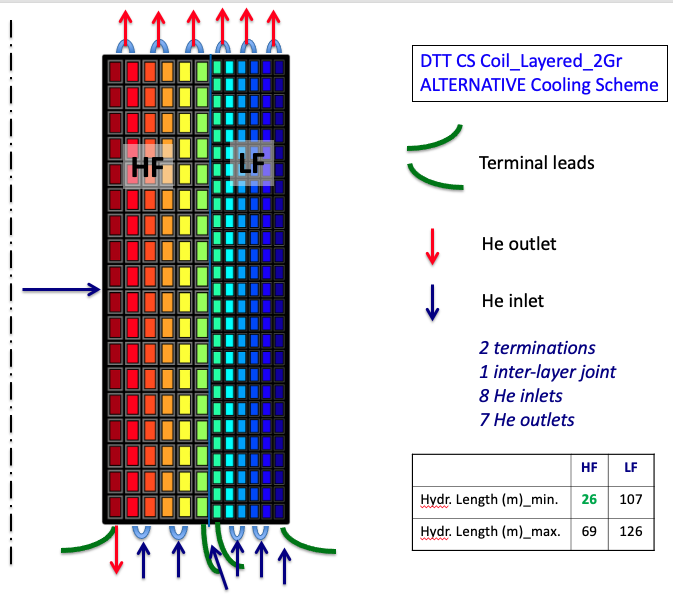 DTT CS Coil_Layered_2Gr
ALTERNATIVE Cooling Scheme
HF
LF
Terminal leads
He outlet
He inlet
2 terminations
1 inter-layer joint
8 He inlets
7 He outlets
HF LF
Hydr. Length (m)_min. 26 107
Hydr. Length (m)_max. 69 126